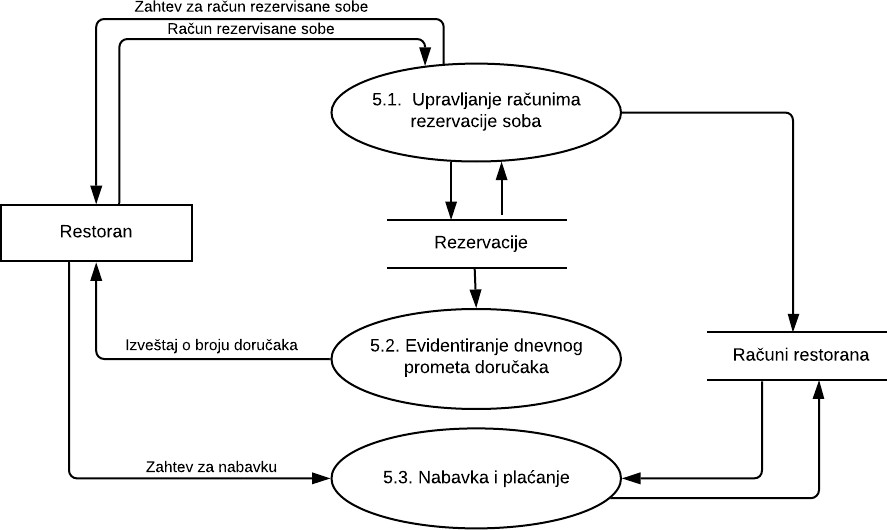 Zahtev za račun rezervisane sobe
Račun rezervisane sobe
5.1. Upravljanje računima
rezervacije soba
Restoran
Rezervacije
Izveštaj o broju doručaka
5.2. Evidentiranje dnevnog
prometa doručaka
Računi restorana
Zahtev za nabavku
5.3. Nabavka i plaćanje